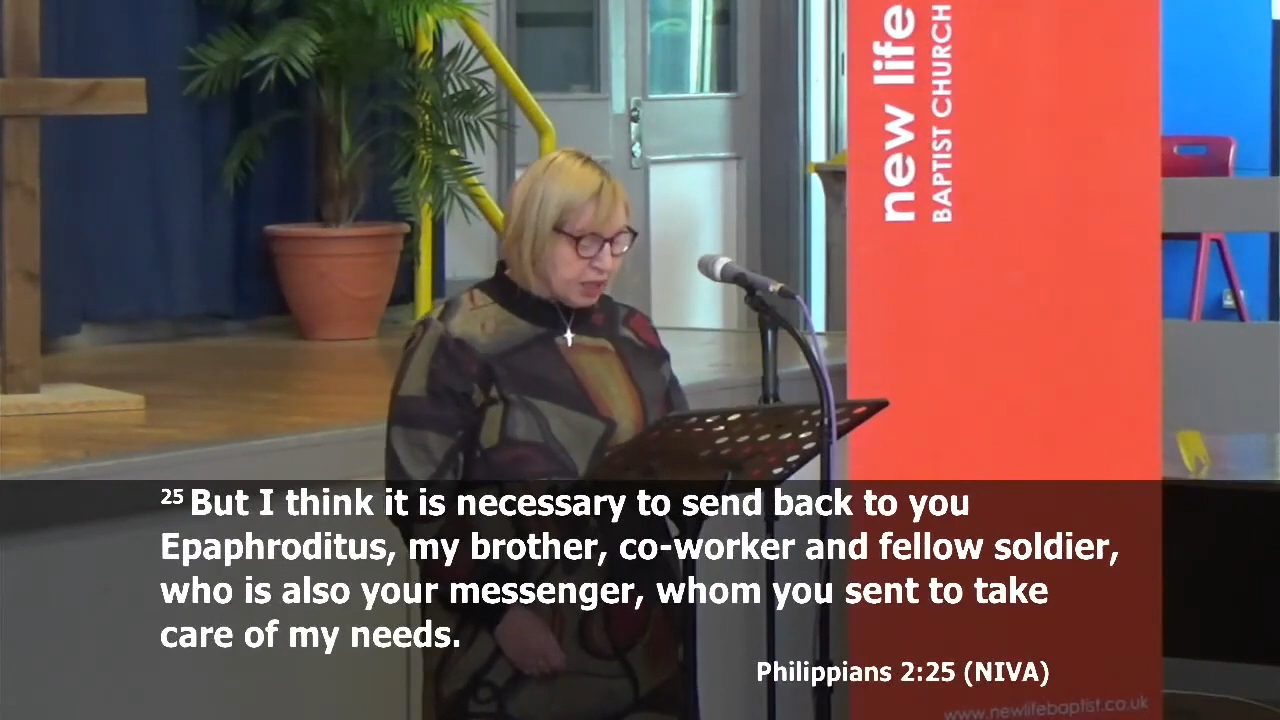 new life
BAPTIST CHURCH
25 But I think it is necessary to send back to you
Epaphroditus, my brother, co-worker and fellow soldier,
who is also your messenger, whom you sent to take
care of my needs.
Philippians 2:25 (NIVA)
www.newlifebaptist.co.uk